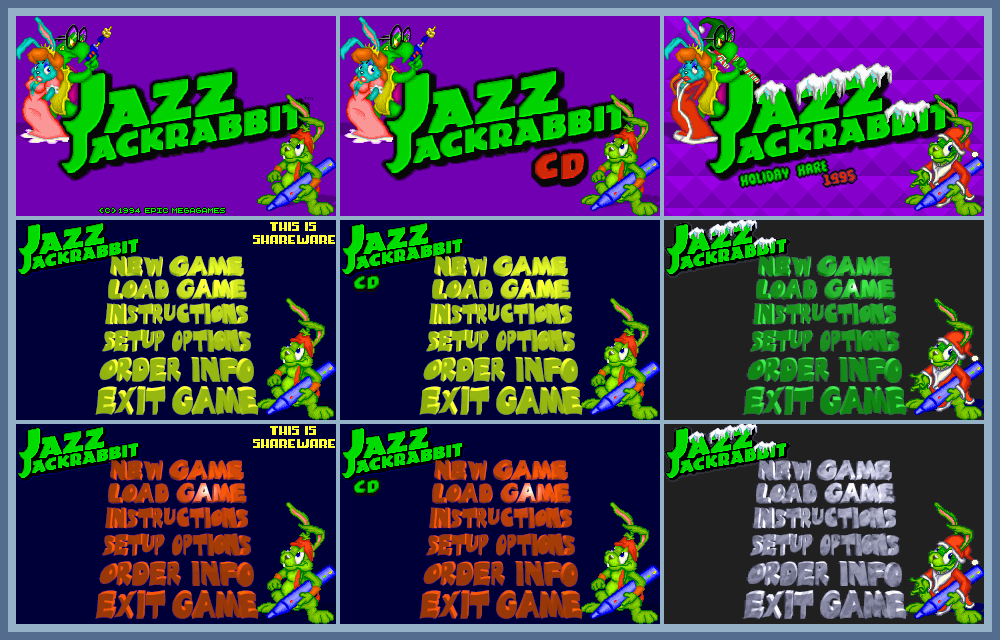 JAZZ
JACKRABBIT
(C)1994 EPIC MEGAGAMES
JAZZ
JACKRABBIT
CD
JAZZ
JACKRABBIT
HOLIDAY HARE
1995
JAZZ
JACKRABBIT
THIS IS
SHAREWARE
NEW GAME
LOAD GAME
INSTRUCTIONS
SETUP OPTIONS
ORDER INFO
EXIT GAME
JAZZ
JACKRABBIT
CD
NEW GAME
LOAD GAME
INSTRUCTIONS
SETUP OPTIONS
ORDER INFO
EXIT GAME
JAZZ
JACKRABBIT
NEW GAME
LOAD GAME
INSTRUCTIONS
SETUP OPTIONS
ORDER INFO
EXIT GAME
JAZZ
JACKRABBIT
THIS IS
SHAREWARE
NEW GAME
LOAD GAME
INSTRUCTIONS
SETUP OPTIONS
ORDER INFO
EXIT GAME
JAZZ
JACKRABBIT
CD
NEW GAME
LOAD GAME
INSTRUCTIONS
SETUP OPTIONS
ORDER INFO
EXIT GAME
JAZZ
JACKRABBIT
NEW GAME
LOAD GAME
INSTRUCTIONS
SETUP OPTIONS
ORDER INFO
EXIT GAME